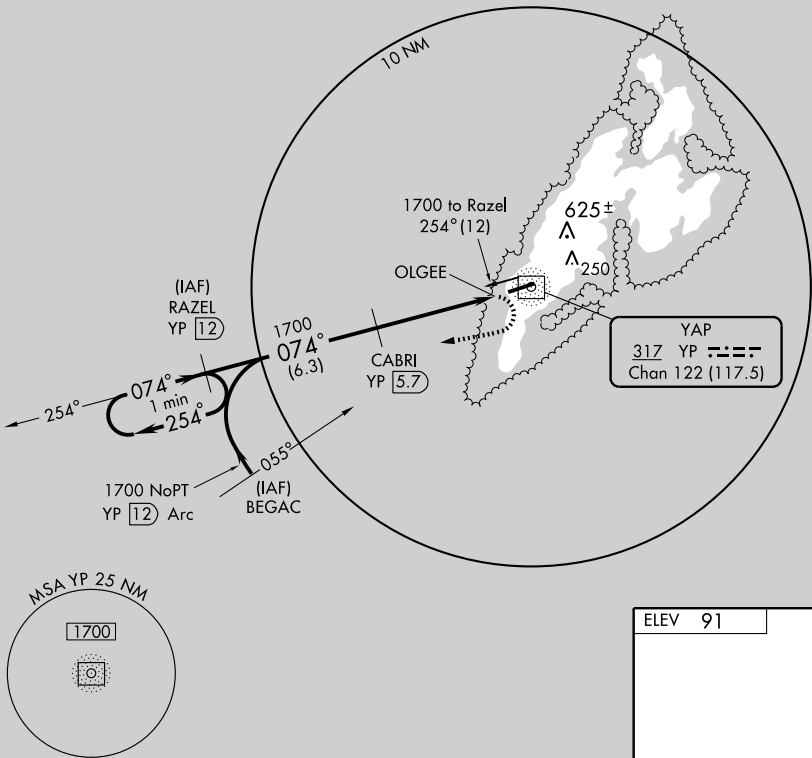 10 NM
1700 to Razel
254° (12)
625±
250
OLGEE
(IAF)
RAZEL
YP 12
1700
074°
(6.3)
CABRI
YP 5.7
YAP
317 YP
Chan 122 (117.5)
254°
074°
1 min
254°
055°
1700 NoPT
YP 12 Arc
(IAF)
BEGAC
MSA YP 25 NM
1700
ELEV 91